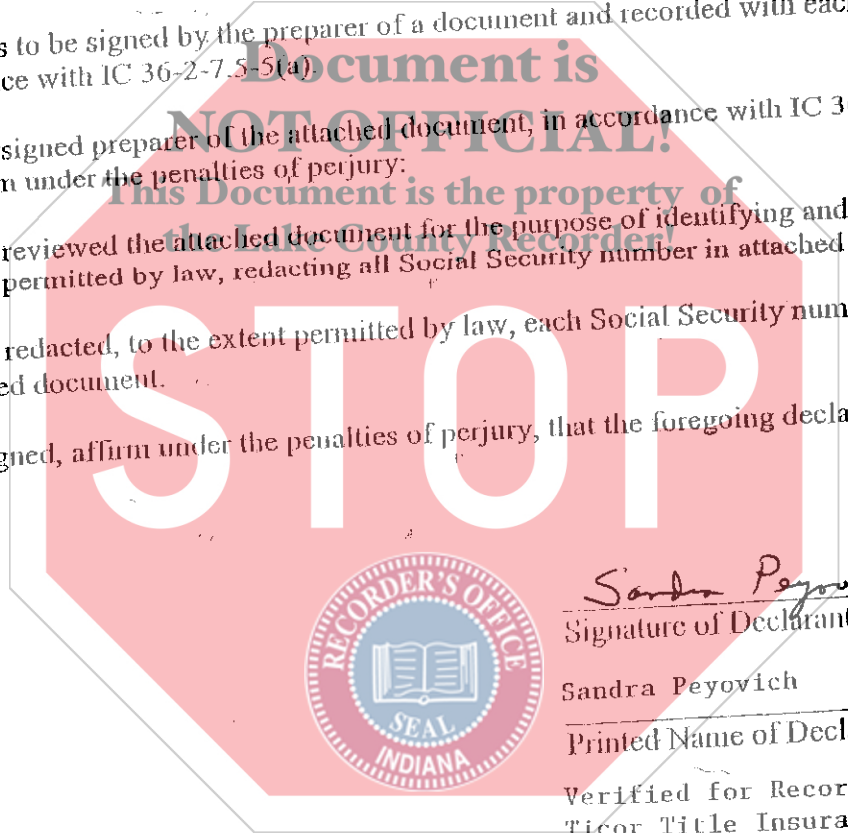 s to be signed by the preparer of a document and recorded with eac
ce with IC 36-2-7.5-5(a).
Document is
NOT OFFICIAL!
signed preparer of the attached document, in accordance with IC 3
n under the penalties of perjury:
This Document is the property of
the Lake County Recorder!
reviewed the attached document for the purpose of identifying and
permitted by law, redacting all Social Security number in attached
redacted, to the extent permitted by law, each Social Security num
ed document.
gned, affirm under the penalties of perjury, that the foregoing decla
STOP
RECORDER'S OFFICE
SEAL
INDIANA
Sandra Peyov
Signature of Declarant
Sandra Peyovich
Printed Name of Decl
Verified for Recor
Ticor Title Insura